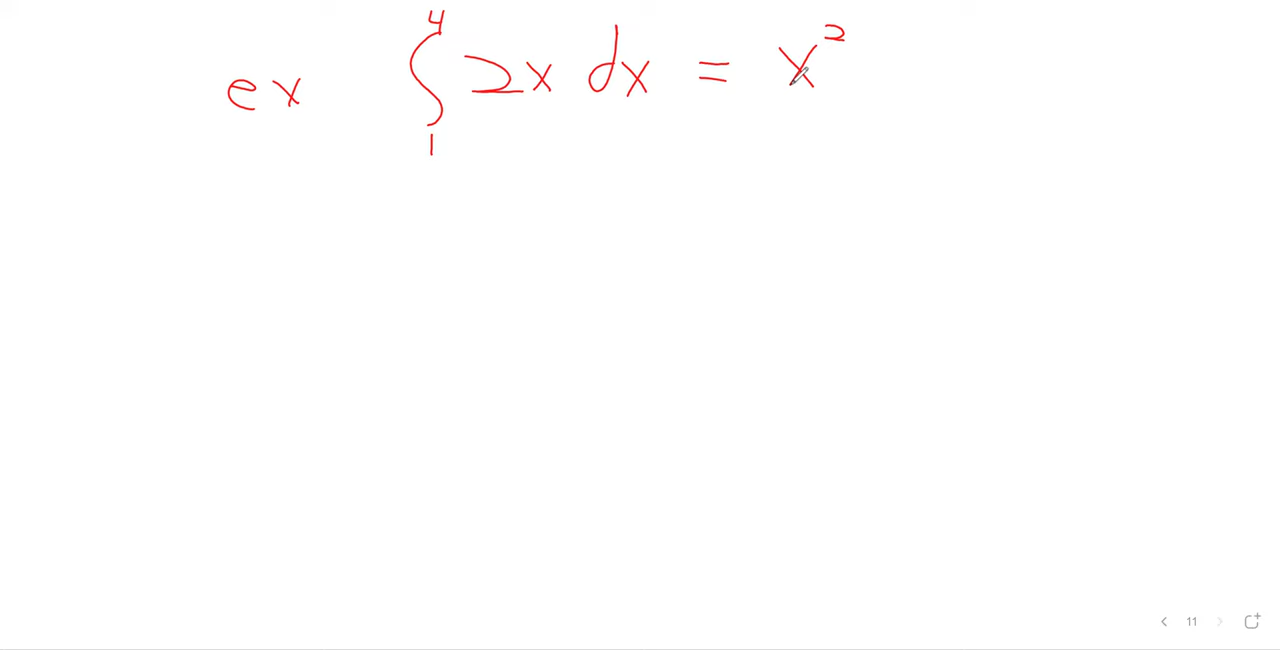 ex ∫₁⁴ 2x dx = x²
11